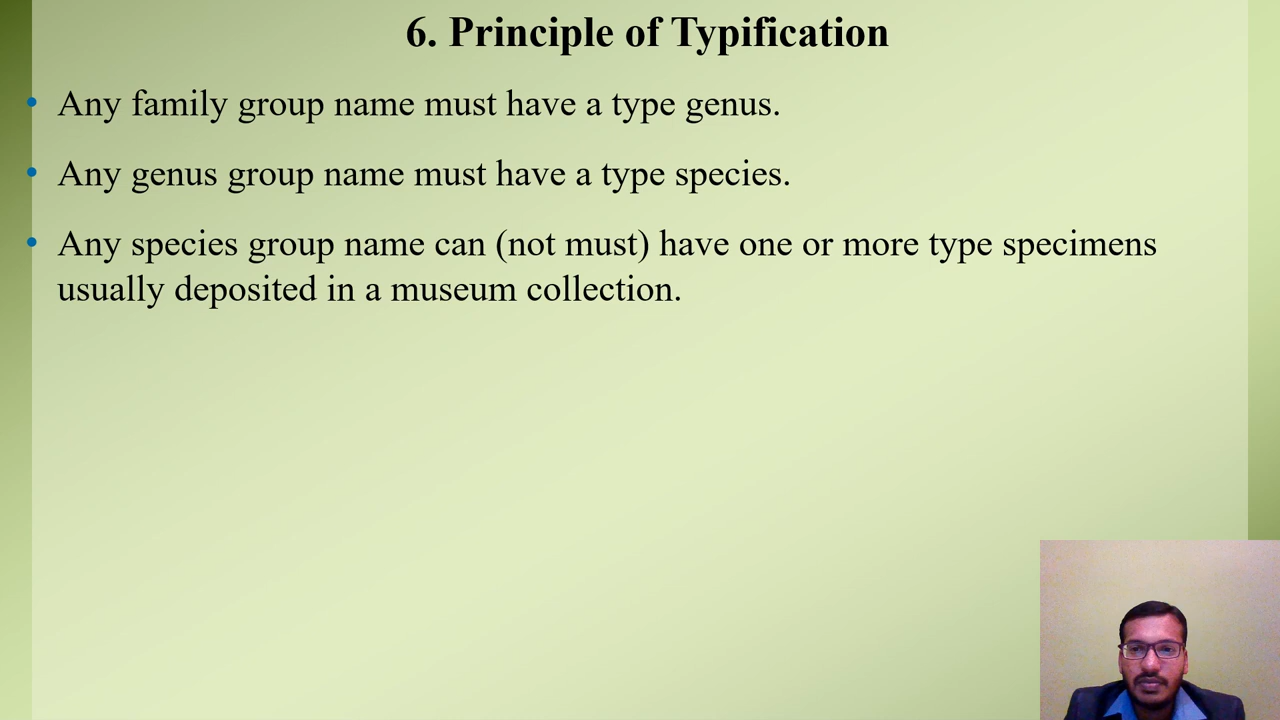 6. Principle of Typification
• Any family group name must have a type genus.
• Any genus group name must have a type species.
• Any species group name can (not must) have one or more type specimens
usually deposited in a museum collection.